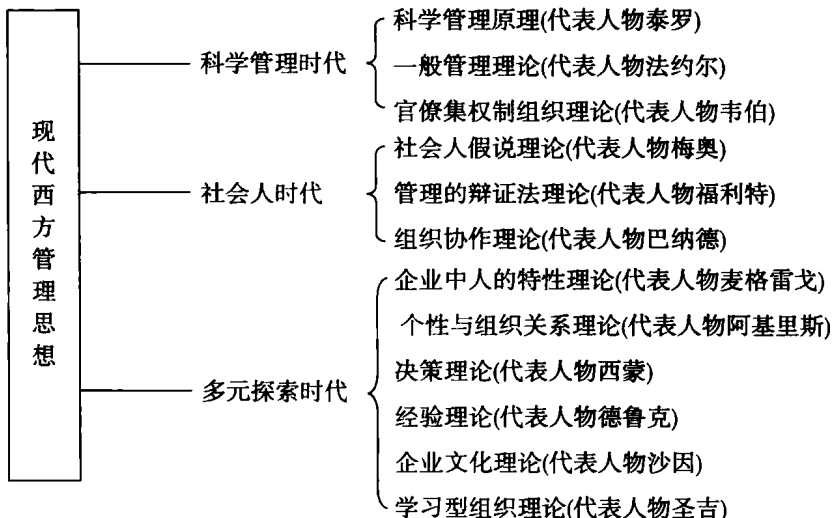 现代西方管理思想
科学管理时代
科学管理原理(代表人物泰罗)
一般管理理论(代表人物法约尔)
官僚集权制组织理论(代表人物韦伯)
社会人时代
社会人假说理论(代表人物梅奥)
管理的辩证法理论(代表人物福利特)
组织协作理论(代表人物巴纳德)
多元探索时代
企业中人的特性理论(代表人物麦格雷戈)
个性与组织关系理论(代表人物阿基里斯)
决策理论(代表人物西蒙)
经验理论(代表人物德鲁克)
企业文化理论(代表人物沙因)
学习型组织理论(代表人物圣吉)